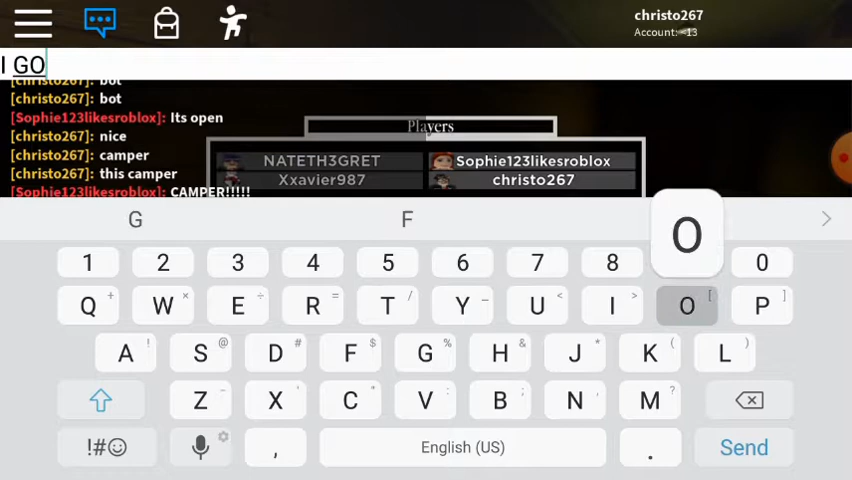 christo267
Account: <13
I GO
[christo267]: bot
[christo267]: bot
[Sophie123likesroblox]: Its open
[christo267]: nice
[christo267]: camper
[christo267]: this camper
[Sophie123likesroblox]: CAMPER!!!!!
Players
NATETH3GRET Sophie123likesroblox
Xxavier987 christo267
G F
O
1 2 3 4 5 6 7 8 0
Q + W × E ÷ R = T / Y _ U < I > O [ P ]
A ! S @ D # F $ G % H & J * K ( L )
Z - X ' C " V : B ; N , M ?
!#☺ , English (US) . Send